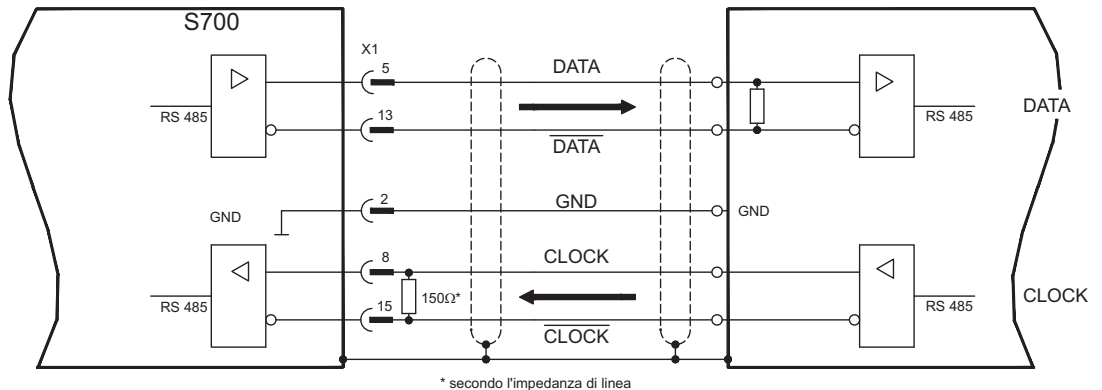 S700
X1
5
DATA
RS 485
13
DATA
RS 485
DATA
GND
2
GND
GND
8
CLOCK
RS 485
150Ω*
15
CLOCK
RS 485
CLOCK
* secondo l'impedanza di linea